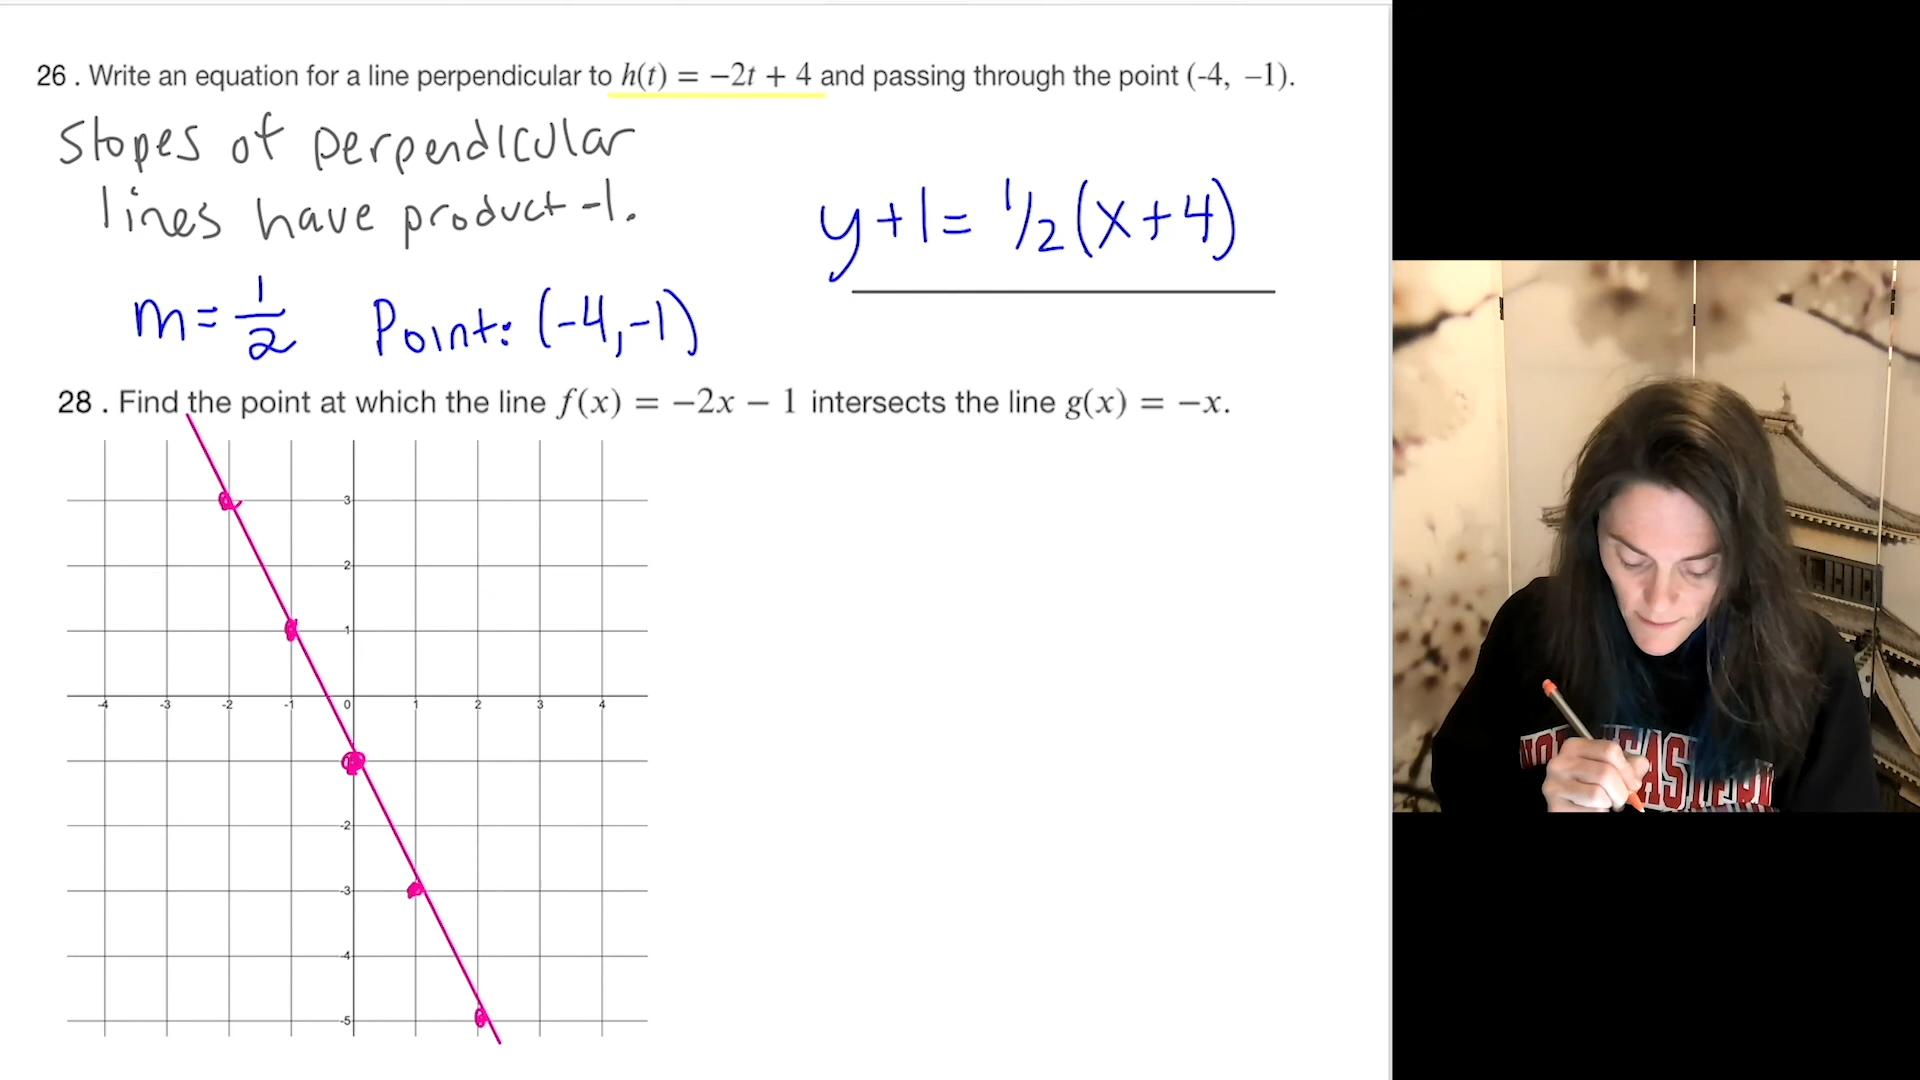 26 . Write an equation for a line perpendicular to h(t) = −2t + 4 and passing through the point (-4, −1).
Slopes of perpendicular
lines have product -1.
y+1 = 1/2 (x+4)
m = 1/2 Point: (-4,-1)
28 . Find the point at which the line f(x) = −2x − 1 intersects the line g(x) = −x.
3
2
1
-4 -3 -2 -1 0 1 2 3 4
-2
-3
-4
-5